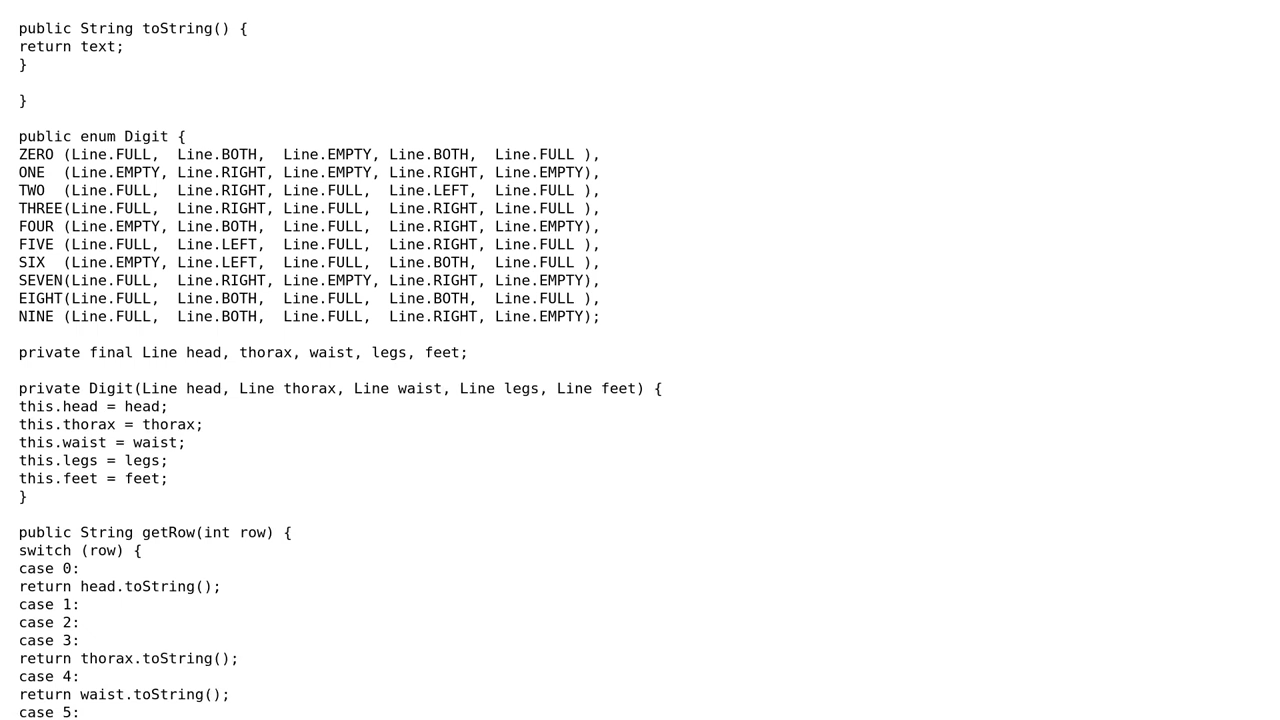 public String toString() {
return text;
}

}

public enum Digit {
ZERO (Line.FULL,  Line.BOTH,  Line.EMPTY, Line.BOTH,  Line.FULL ),
ONE  (Line.EMPTY, Line.RIGHT, Line.EMPTY, Line.RIGHT, Line.EMPTY),
TWO  (Line.FULL,  Line.RIGHT, Line.FULL,  Line.LEFT,  Line.FULL ),
THREE(Line.FULL,  Line.RIGHT, Line.FULL,  Line.RIGHT, Line.FULL ),
FOUR (Line.EMPTY, Line.BOTH,  Line.FULL,  Line.RIGHT, Line.EMPTY),
FIVE (Line.FULL,  Line.LEFT,  Line.FULL,  Line.RIGHT, Line.FULL ),
SIX  (Line.EMPTY, Line.LEFT,  Line.FULL,  Line.BOTH,  Line.FULL ),
SEVEN(Line.FULL,  Line.RIGHT, Line.EMPTY, Line.RIGHT, Line.EMPTY),
EIGHT(Line.FULL,  Line.BOTH,  Line.FULL,  Line.BOTH,  Line.FULL ),
NINE (Line.FULL,  Line.BOTH,  Line.FULL,  Line.RIGHT, Line.EMPTY);

private final Line head, thorax, waist, legs, feet;

private Digit(Line head, Line thorax, Line waist, Line legs, Line feet) {
this.head = head;
this.thorax = thorax;
this.waist = waist;
this.legs = legs;
this.feet = feet;
}

public String getRow(int row) {
switch (row) {
case 0:
return head.toString();
case 1:
case 2:
case 3:
return thorax.toString();
case 4:
return waist.toString();
case 5: